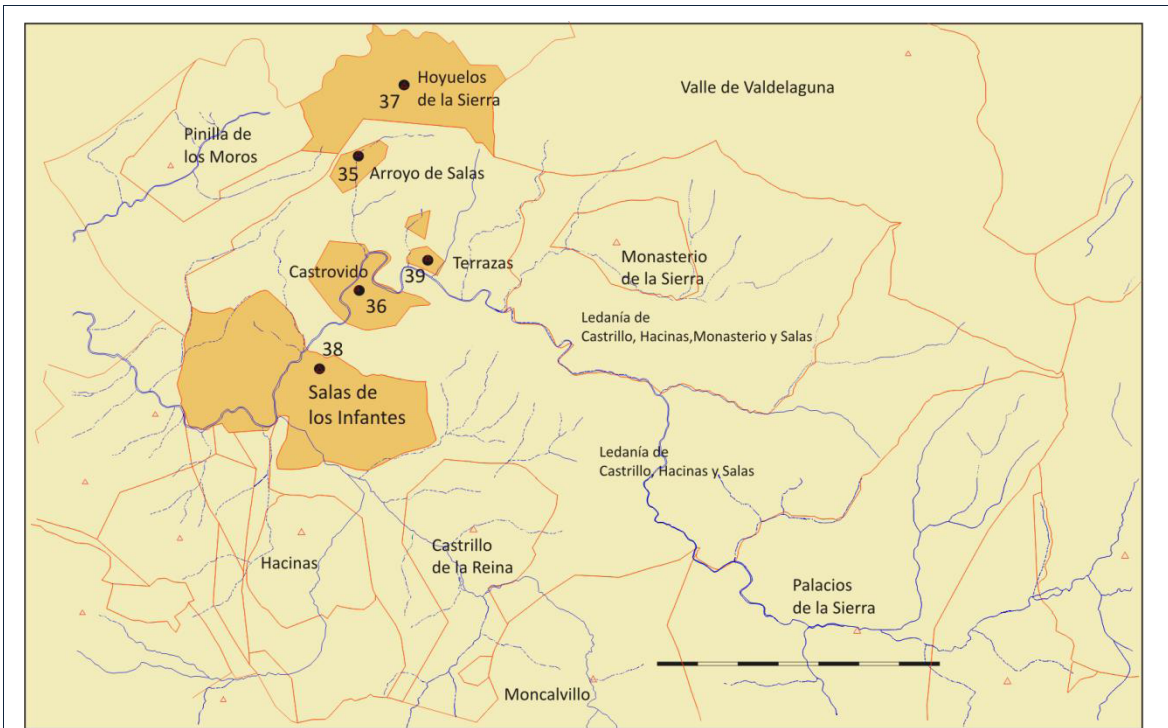 Hoyuelos
de la Sierra
37
Valle de Valdelaguna
Pinilla de
los Moros
35
Arroyo de Salas
Castrovido
39
Terrazas
Monasterio
de la Sierra
36
Ledanía de
Castrillo, Hacinas,Monasterio y Salas
38
Salas de
los Infantes
Ledanía de
Castrillo, Hacinas y Salas
Hacinas
Castrillo
de la Reina
Palacios
de la Sierra
Moncalvillo